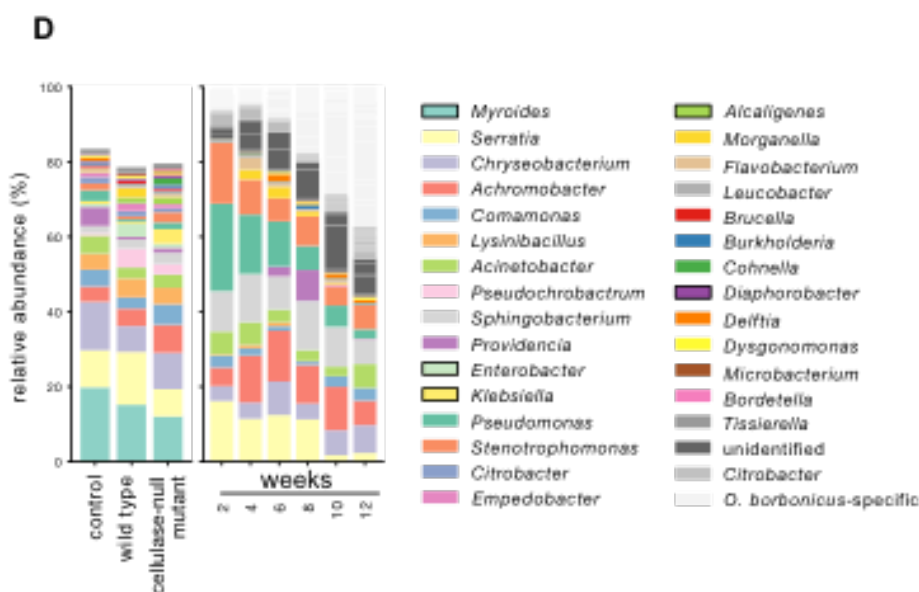 D
relative abundance (%)
100
80
60
40
20
0
control
wild type
cellulase-null
mutant
weeks
2
4
6
8
10
12
Myroides
Serratia
Chryseobacterium
Achromobacter
Comamonas
Lysinibacillus
Acinetobacter
Pseudochrobactrum
Sphingobacterium
Providencia
Enterobacter
Klebsiella
Pseudomonas
Stenotrophomonas
Citrobacter
Empedobacter
Alcaligenes
Morganella
Flavobacterium
Leucobacter
Brucella
Burkholderia
Cohnella
Diaphorobacter
Delftia
Dysgonomonas
Microbacterium
Bordetella
Tissierella
unidentified
Citrobacter
O. borbonicus-specific